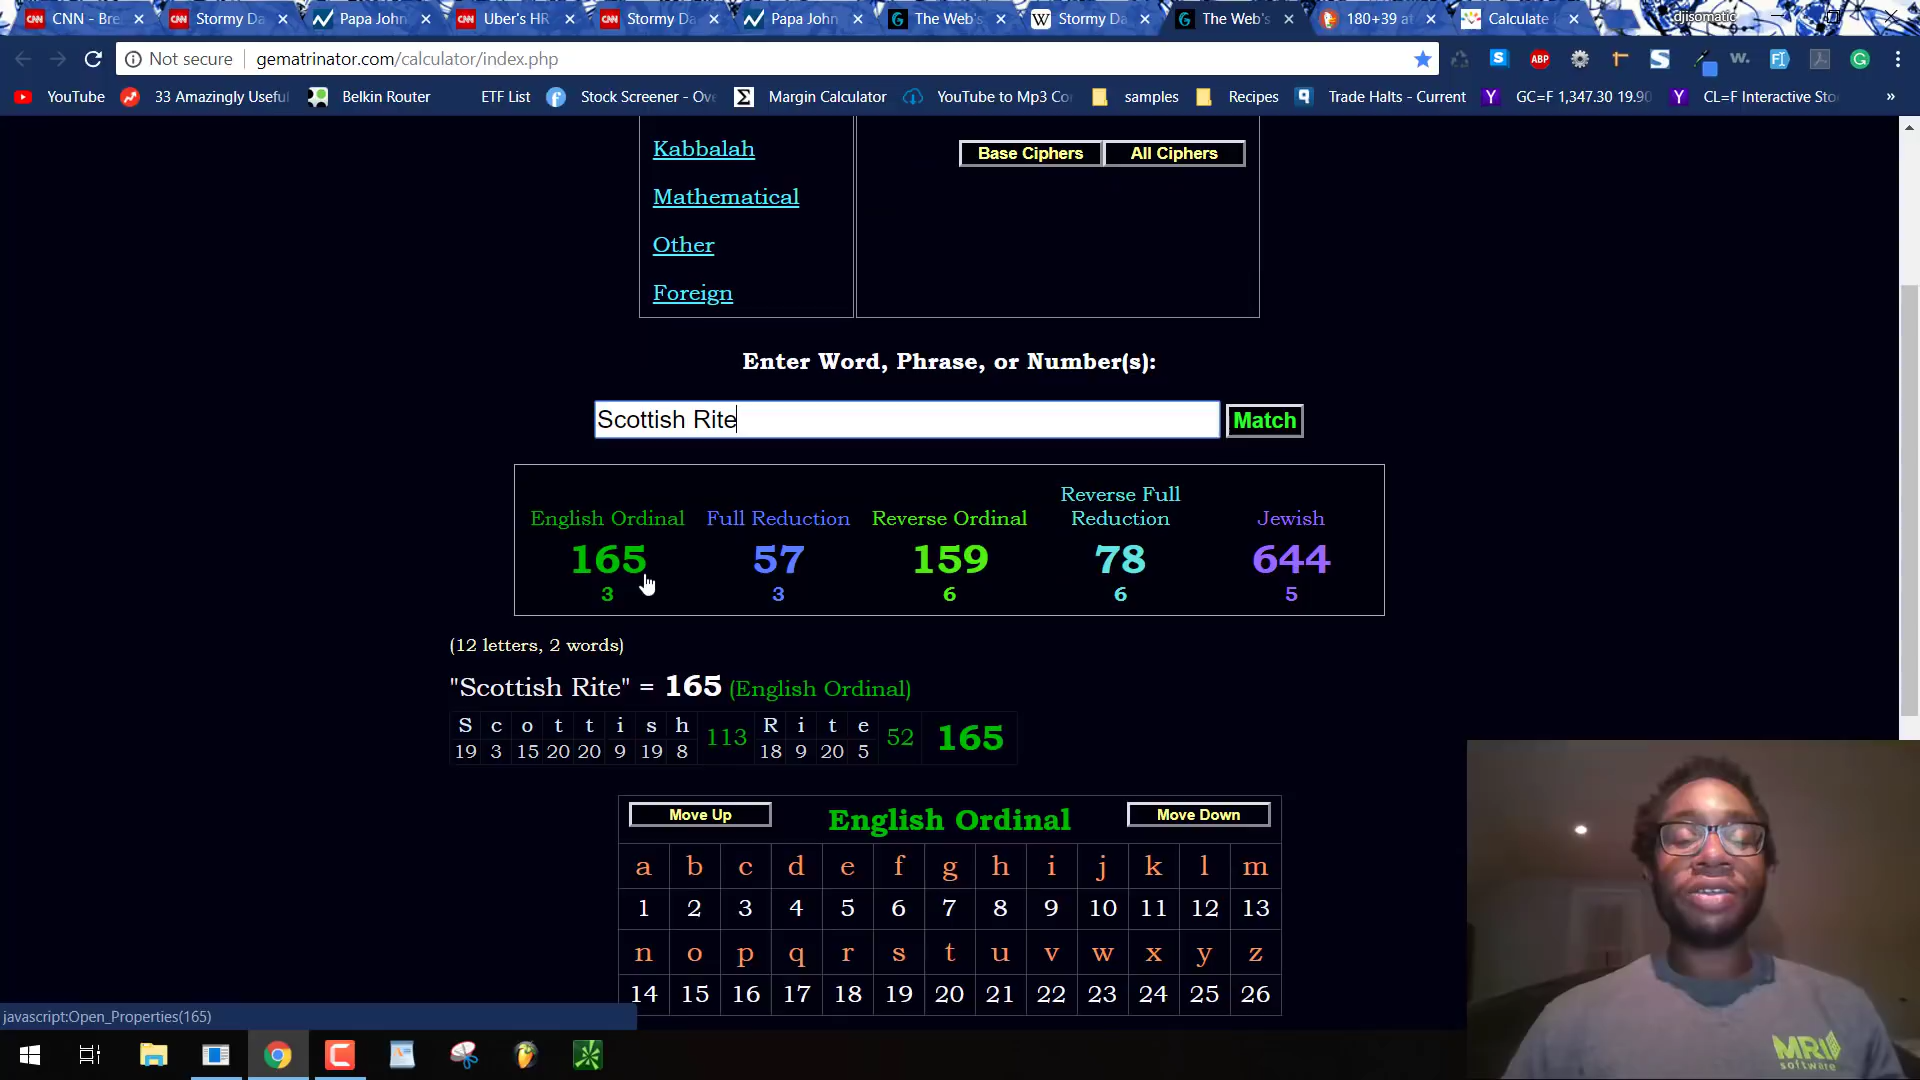 CNN - Bre
Stormy Da
Papa John
Uber's HR
Stormy Da
Papa John
The Web's
Stormy Da
The Web's
180+39 at
Calculate
djisomatic
Not secure
gematrinator.com/calculator/index.php
YouTube
33 Amazingly Useful
Belkin Router
ETF List
Stock Screener - Ove
Margin Calculator
YouTube to Mp3 Co
samples
Recipes
Trade Halts - Current
GC=F 1,347.30 19.90
CL=F Interactive Sto
»
Kabbalah
Mathematical
Other
Foreign
Base Ciphers
All Ciphers
Enter Word, Phrase, or Number(s):
Scottish Rite
Match
English Ordinal Full Reduction Reverse Ordinal Reverse Full Reduction Jewish
165 57 159 78 644
3 3 6 6 5
(12 letters, 2 words)
"Scottish Rite" = 165 (English Ordinal)
S c o t t i s h 113 R i t e 52 165
19 3 15 20 20 9 19 8 18 9 20 5
Move Up
English Ordinal
Move Down
a b c d e f g h i j k l m
1 2 3 4 5 6 7 8 9 10 11 12 13
n o p q r s t u v w x y z
14 15 16 17 18 19 20 21 22 23 24 25 26
javascript:Open_Properties(165)
MRI
software